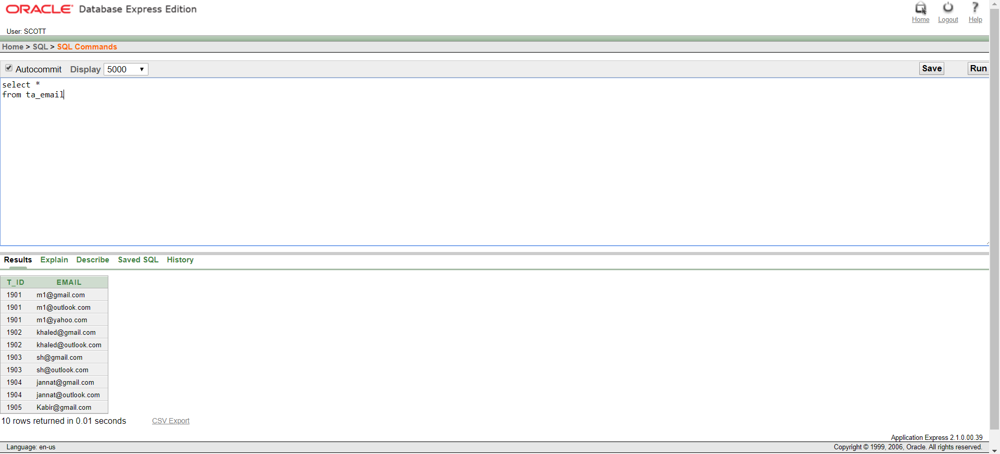 ORACLE Database Express Edition
Home Logout Help
User: SCOTT
Home > SQL > SQL Commands
Autocommit Display 5000 Save Run
select *
from ta_email
Results Explain Describe Saved SQL History
T_ID EMAIL
1901 m1@gmail.com
1901 m1@outlook.com
1901 m1@yahoo.com
1902 khaled@gmail.com
1902 khaled@outlook.com
1903 sh@gmail.com
1903 sh@outlook.com
1904 jannat@gmail.com
1904 jannat@outlook.com
1905 Kabir@gmail.com
10 rows returned in 0.01 seconds CSV Export
Application Express 2.1.0.00.39
Language: en-us Copyright © 1999, 2006, Oracle. All rights reserved.